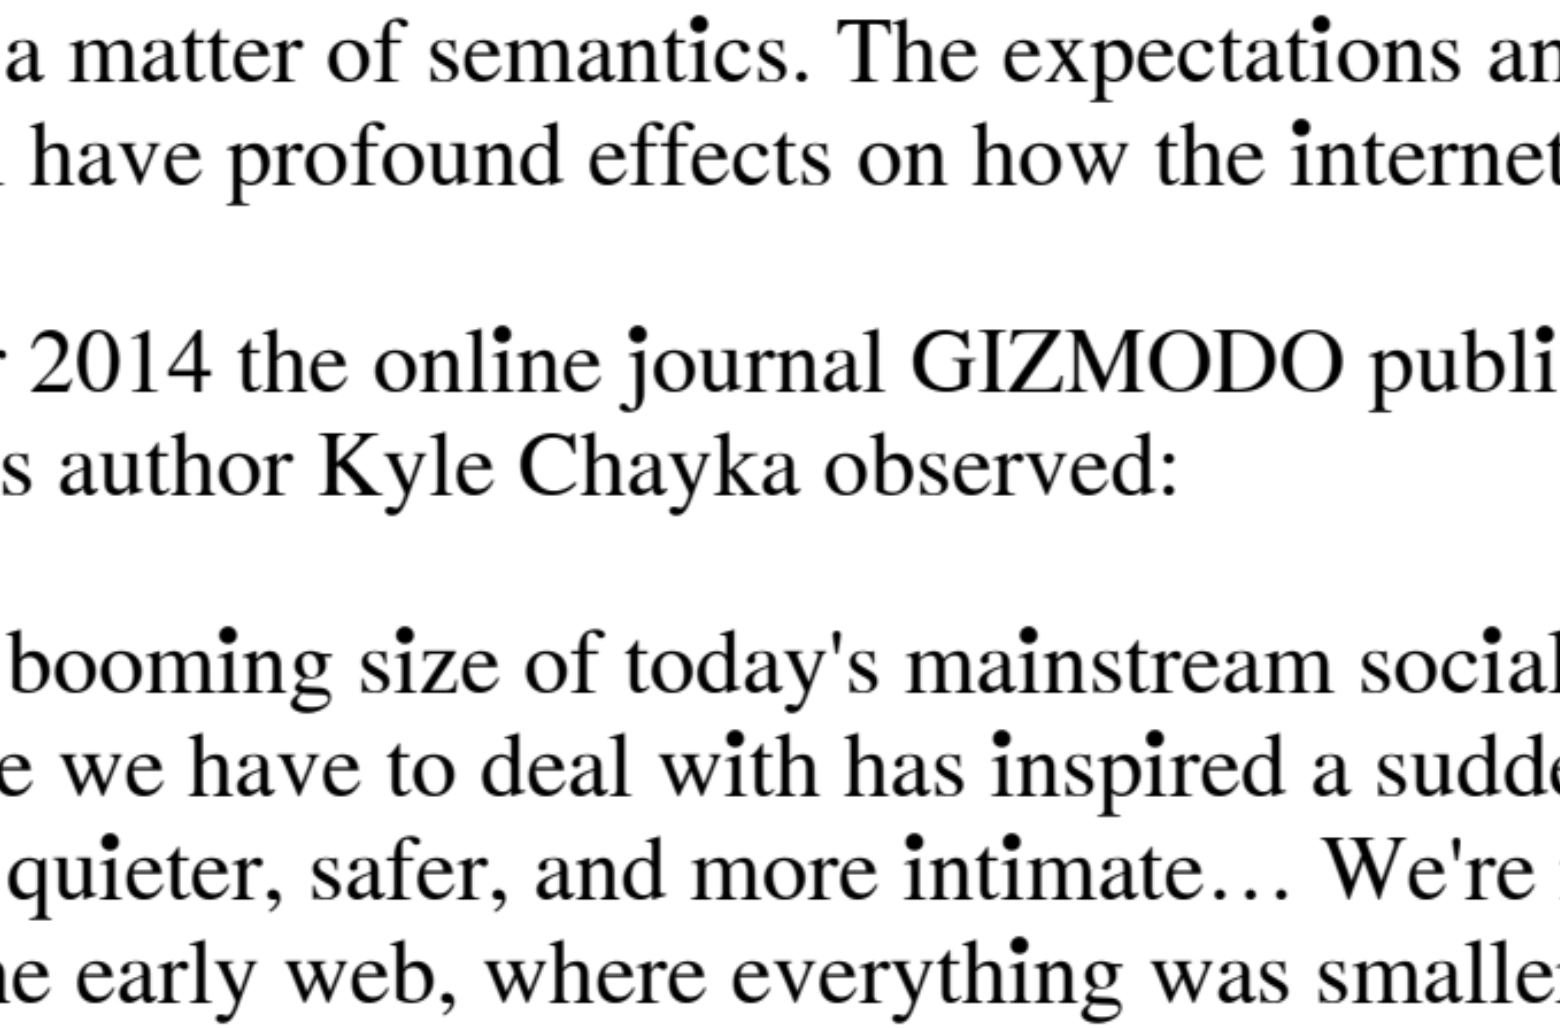 a matter of semantics. The expectations an
have profound effects on how the internet
2014 the online journal GIZMODO publi
s author Kyle Chayka observed:
booming size of today's mainstream social
e we have to deal with has inspired a sudde
quieter, safer, and more intimate… We're
he early web, where everything was smaller